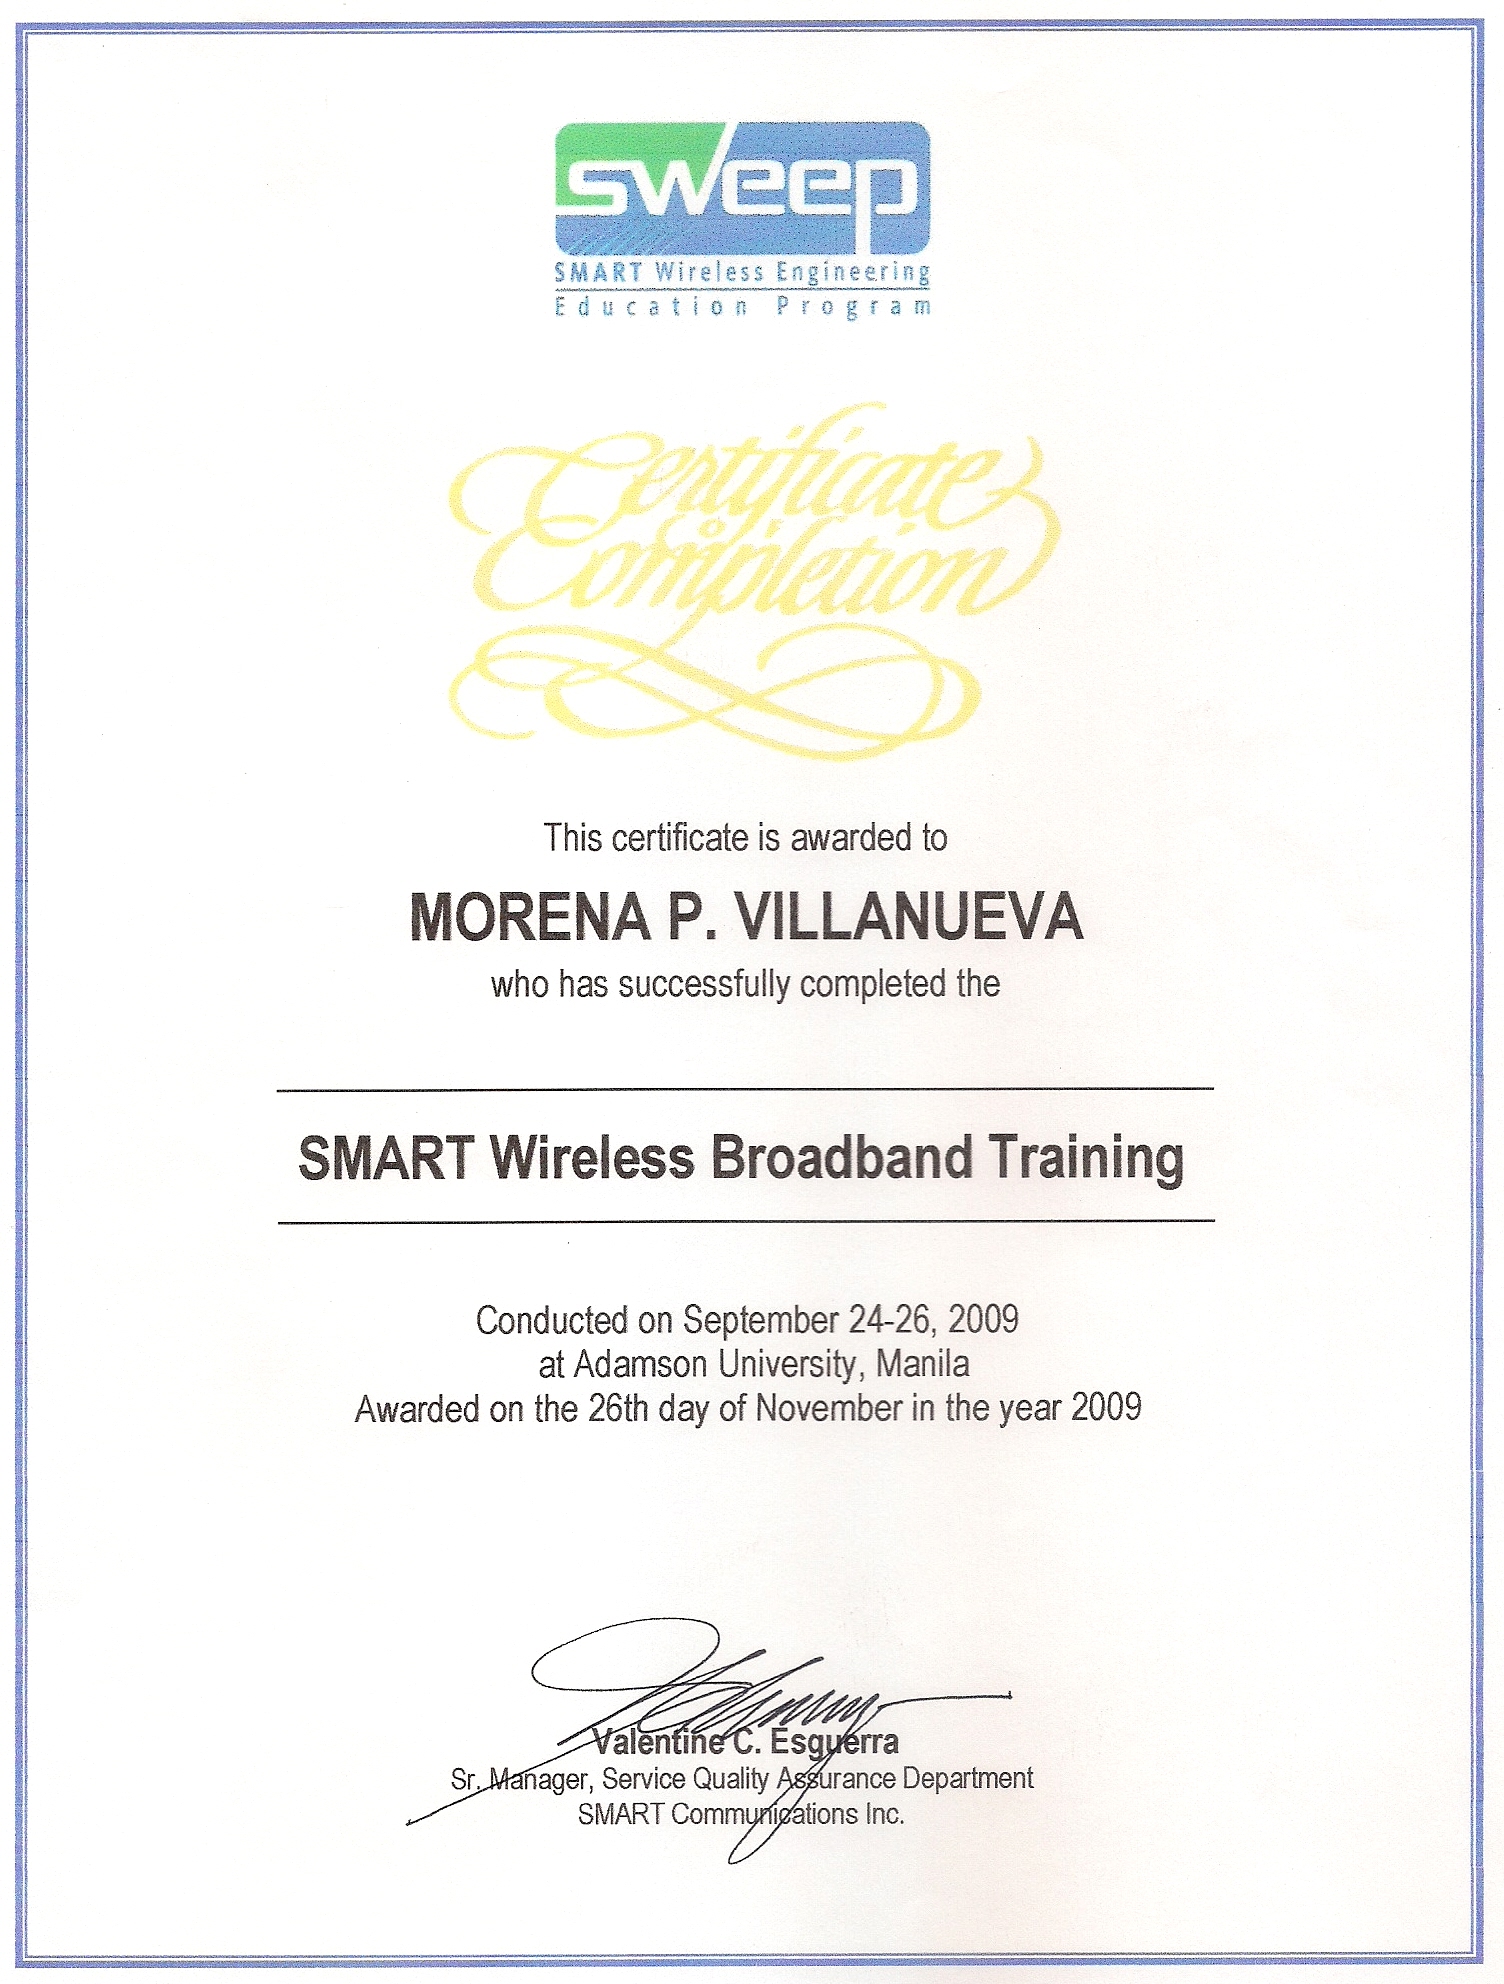 sweep
SMART Wireless Engineering
Education Program
Certificate
OF
Completion
This certificate is awarded to
MORENA P. VILLANUEVA
who has successfully completed the
SMART Wireless Broadband Training
Conducted on September 24-26, 2009
at Adamson University, Manila
Awarded on the 26th day of November in the year 2009
Valentine C. Esguerra
Sr. Manager, Service Quality Assurance Department
SMART Communications Inc.